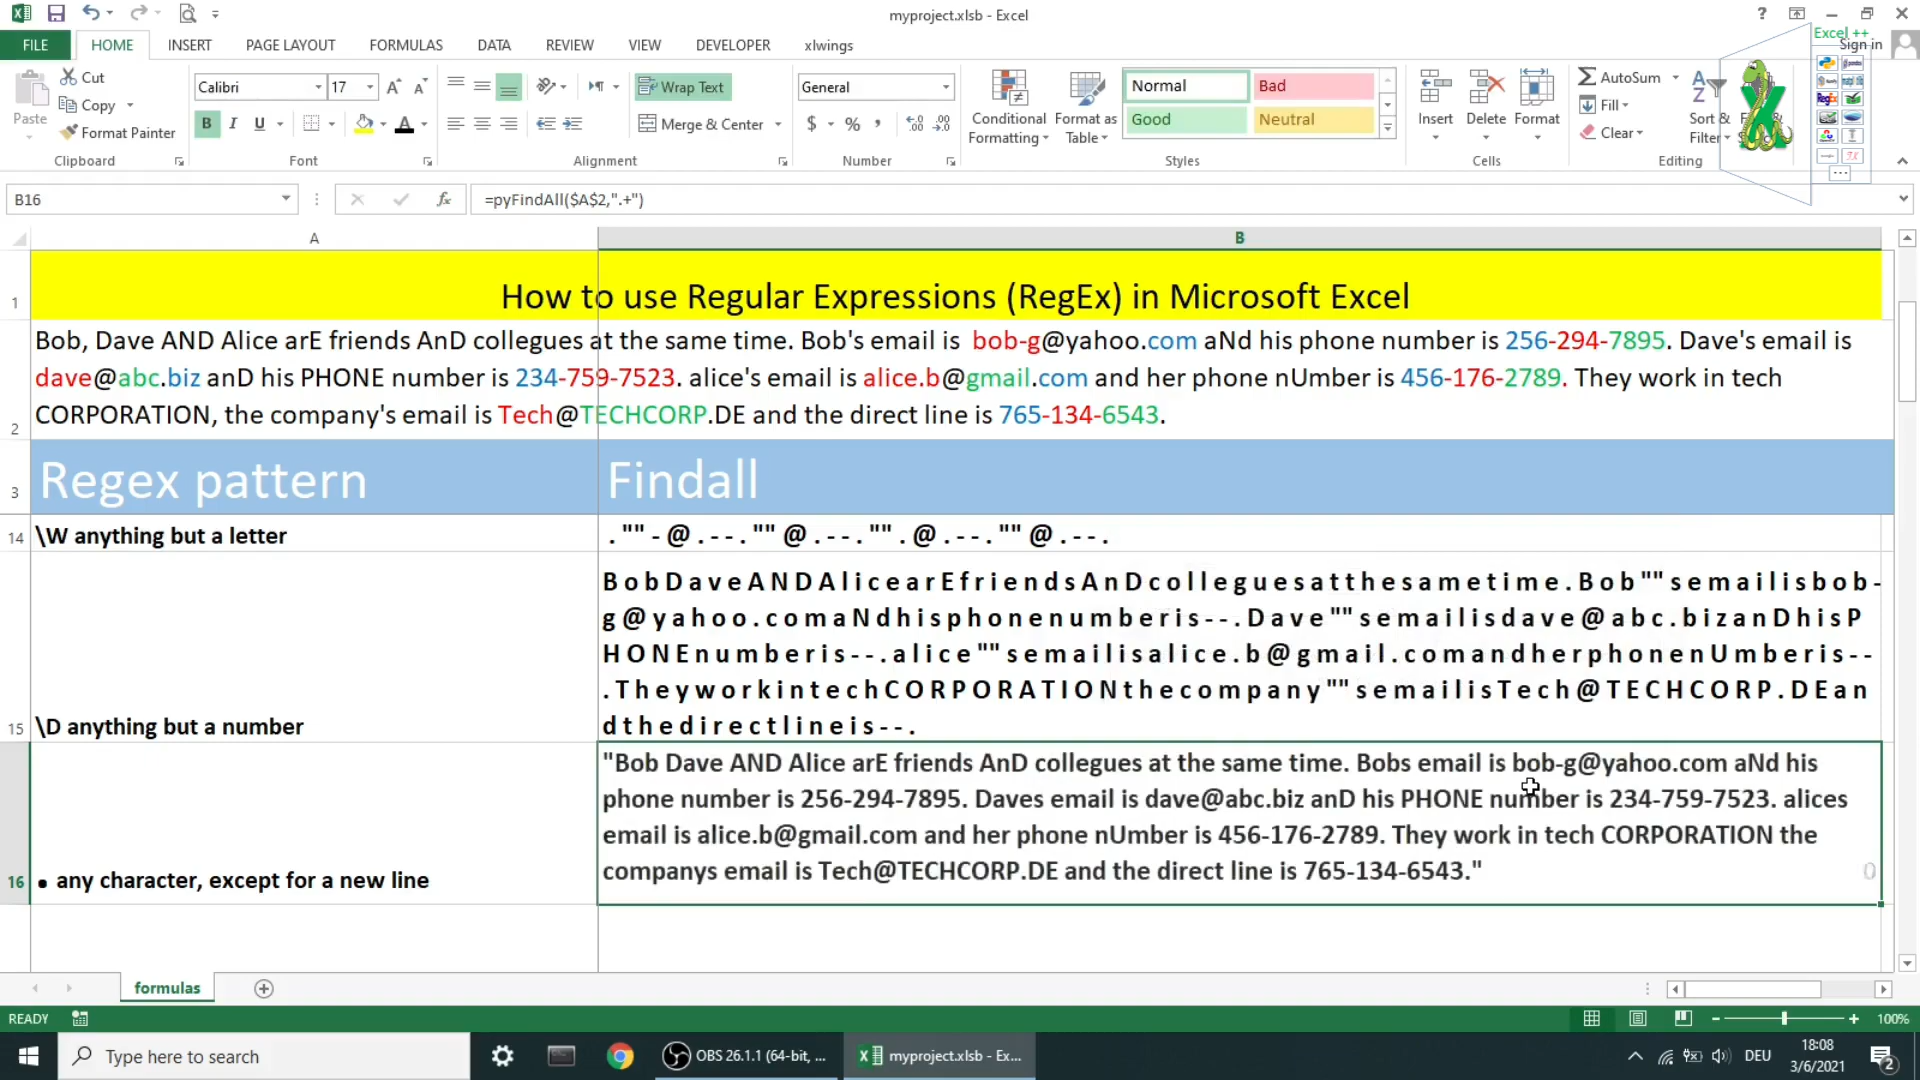 myproject.xlsb - Excel
?
Excel ++
Sign in
FILE HOME INSERT PAGE LAYOUT FORMULAS DATA REVIEW VIEW DEVELOPER xlwings
Paste
Cut
Copy
Format Painter
Clipboard
Calibri 17
B I U
Font
Wrap Text
Merge & Center
Alignment
General
$ % ,
Number
Conditional Formatting
Format as Table
Normal Bad
Good Neutral
Styles
Insert Delete Format
Cells
AutoSum
Fill
Clear
Sort & Filter
Editing
B16
fx
=pyFindAll($A$2,".+")
A B
1 How to use Regular Expressions (RegEx) in Microsoft Excel
Bob, Dave AND Alice arE friends AnD collegues at the same time. Bob's email is bob-g@yahoo.com aNd his phone number is 256-294-7895. Dave's email is
dave@abc.biz anD his PHONE number is 234-759-7523. alice's email is alice.b@gmail.com and her phone nUmber is 456-176-2789. They work in tech
2 CORPORATION, the company's email is Tech@TECHCORP.DE and the direct line is 765-134-6543.
3 Regex pattern Findall
14 \W anything but a letter . "" - @ . - - . "" @ . - - . "" . @ . - - . "" @ . - - .
B o b D a v e A N D A l i c e a r E f r i e n d s A n D c o l l e g u e s a t t h e s a m e t i m e . B o b "" s e m a i l i s b o b -
g @ y a h o o . c o m a N d h i s p h o n e n u m b e r i s - - . D a v e "" s e m a i l i s d a v e @ a b c . b i z a n D h i s P
H O N E n u m b e r i s - - . a l i c e "" s e m a i l i s a l i c e . b @ g m a i l . c o m a n d h e r p h o n e n U m b e r i s - -
. T h e y w o r k i n t e c h C O R P O R A T I O N t h e c o m p a n y "" s e m a i l i s T e c h @ T E C H C O R P . D E a n
15 \D anything but a number d t h e d i r e c t l i n e i s - - .
"Bob Dave AND Alice arE friends AnD collegues at the same time. Bobs email is bob-g@yahoo.com aNd his
phone number is 256-294-7895. Daves email is dave@abc.biz anD his PHONE number is 234-759-7523. alices
email is alice.b@gmail.com and her phone nUmber is 456-176-2789. They work in tech CORPORATION the
companys email is Tech@TECHCORP.DE and the direct line is 765-134-6543."
16 . any character, except for a new line
formulas
READY
100%
Type here to search
OBS 26.1.1 (64-bit, ...
myproject.xlsb - Ex...
DEU
18:08
3/6/2021
2